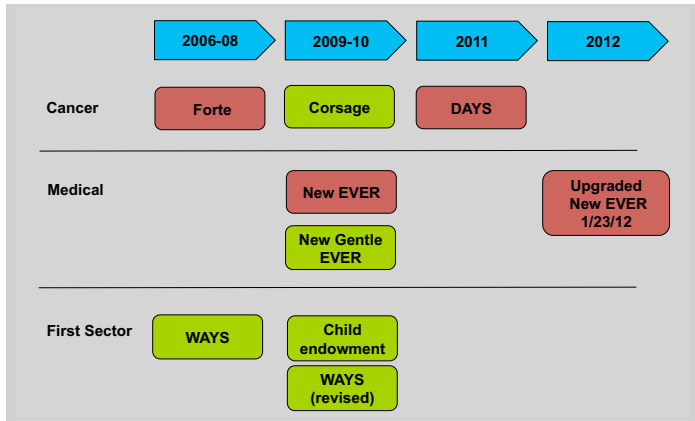 2006-08
2009-10
2011
2012
Cancer
Forte
Corsage
DAYS
Medical
New EVER
Upgraded
New EVER
1/23/12
New Gentle
EVER
First Sector
WAYS
Child
endowment
WAYS
(revised)